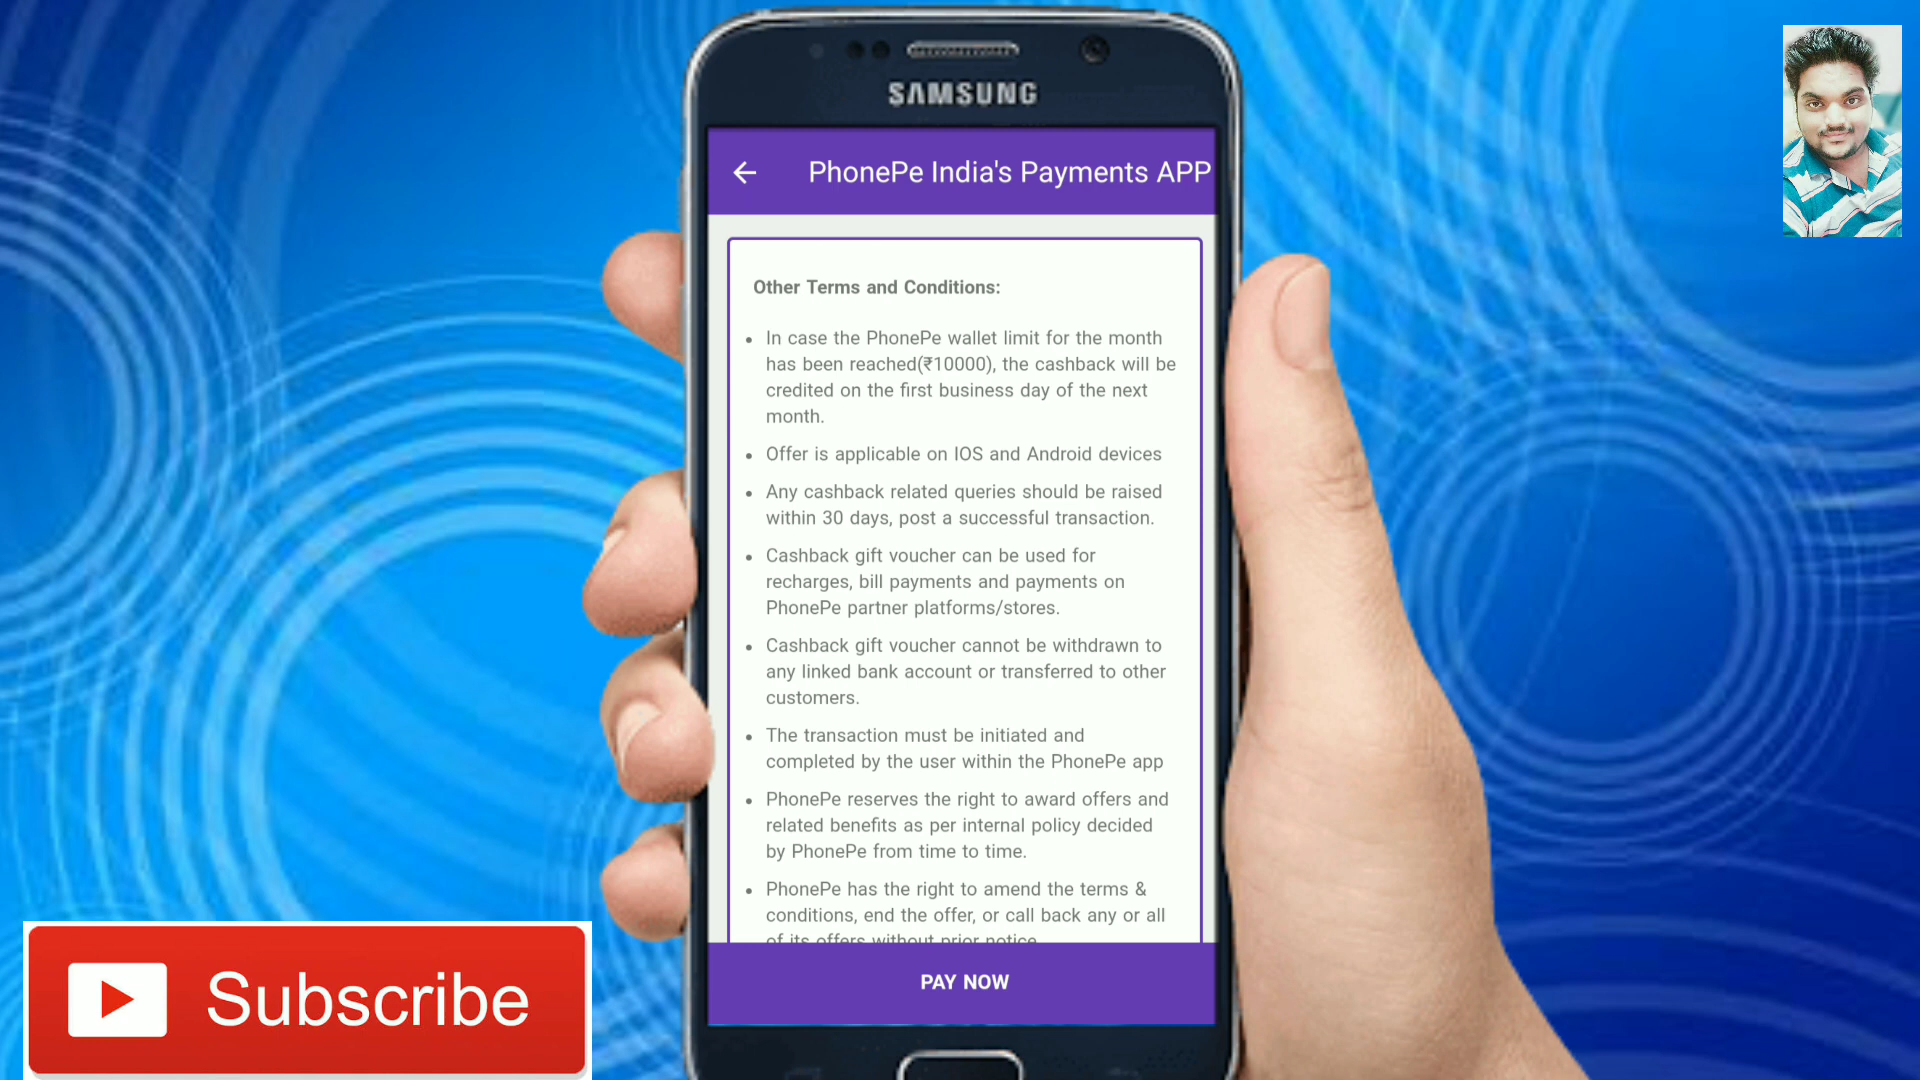 SAMSUNG
PhonePe India's Payments APP
Other Terms and Conditions:
• In case the PhonePe wallet limit for the month
has been reached(₹10000), the cashback will be
credited on the first business day of the next
month.
• Offer is applicable on IOS and Android devices
• Any cashback related queries should be raised
within 30 days, post a successful transaction.
• Cashback gift voucher can be used for
recharges, bill payments and payments on
PhonePe partner platforms/stores.
• Cashback gift voucher cannot be withdrawn to
any linked bank account or transferred to other
customers.
• The transaction must be initiated and
completed by the user within the PhonePe app
• PhonePe reserves the right to award offers and
related benefits as per internal policy decided
by PhonePe from time to time.
• PhonePe has the right to amend the terms &
conditions, end the offer, or call back any or all
of its offers without prior notice
PAY NOW
Subscribe